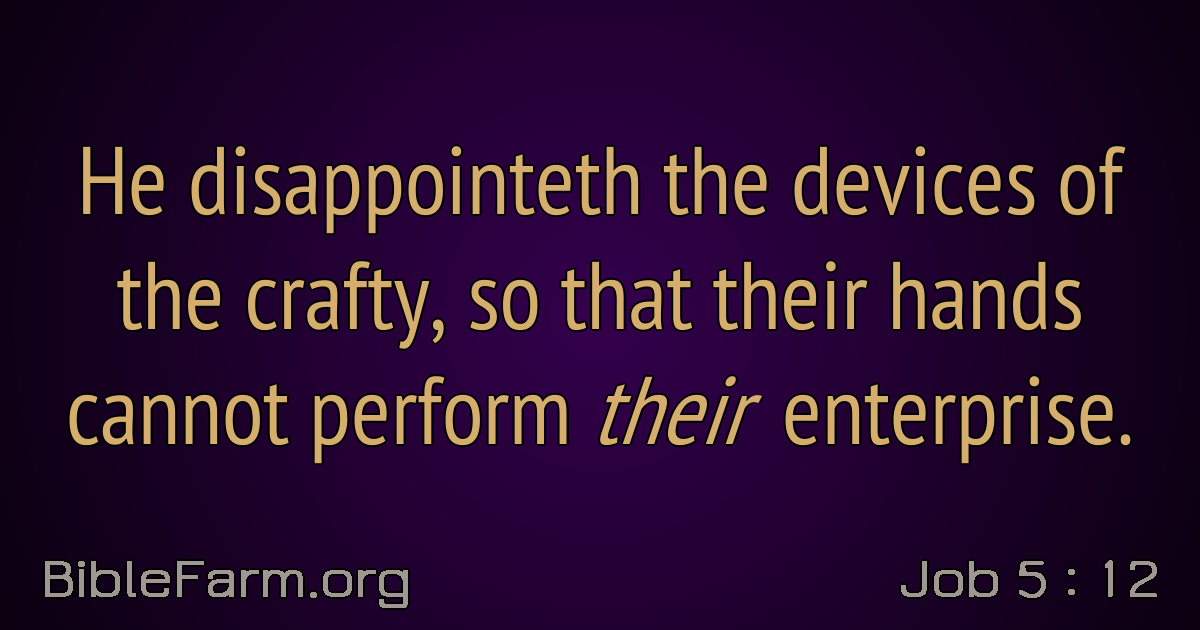 He disappointeth the devices of
the crafty, so that their hands
cannot perform their enterprise.
BibleFarm.org
Job 5 : 12